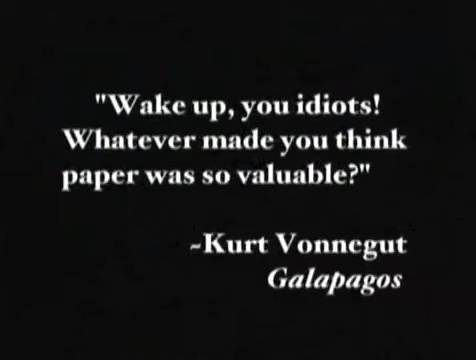 "Wake up, you idiots!
Whatever made you think
paper was so valuable?"
~Kurt Vonnegut
Galapagos